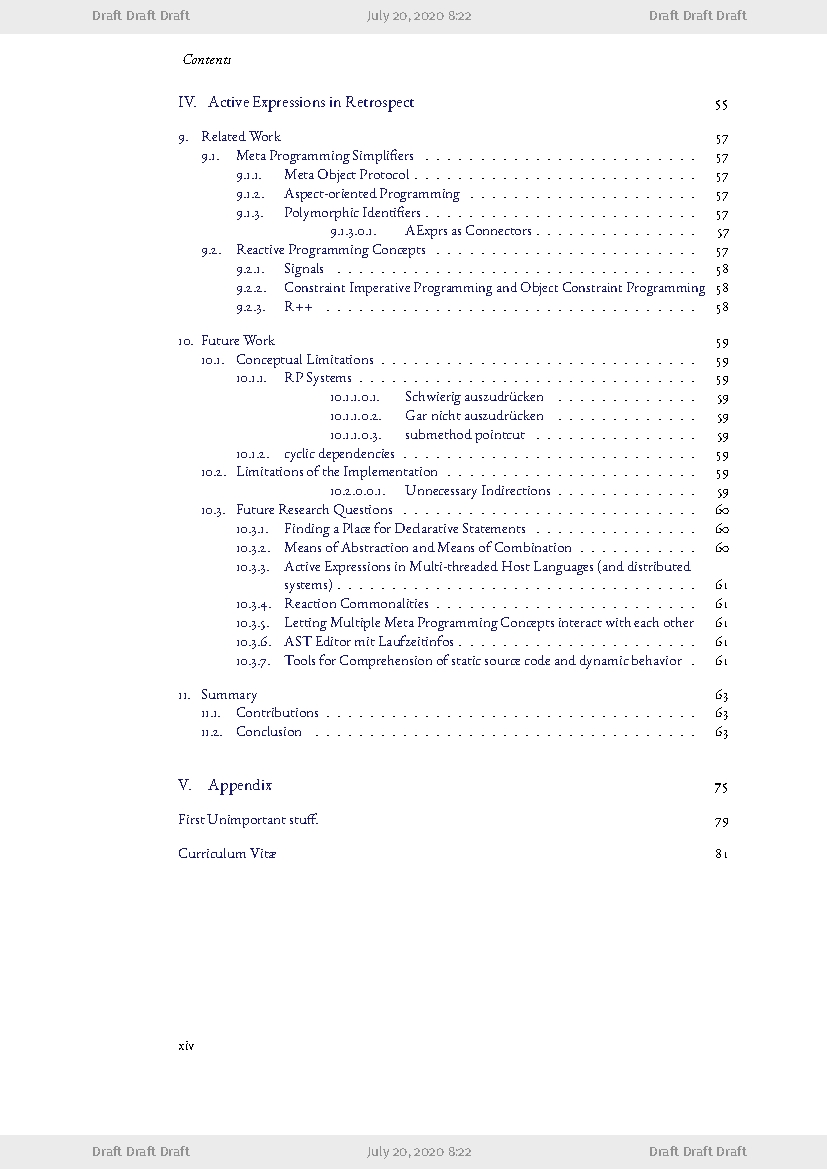 Draft Draft Draft July 20, 2020 8:22 Draft Draft Draft
Contents
IV. Active Expressions in Retrospect 55
9. Related Work 57
9.1. Meta Programming Simplifiers . . . . . . . . . . . . . . . . . . . . . . . . . 57
9.1.1. Meta Object Protocol . . . . . . . . . . . . . . . . . . . . . . . . . . 57
9.1.2. Aspect-oriented Programming . . . . . . . . . . . . . . . . . . . . . 57
9.1.3. Polymorphic Identifiers . . . . . . . . . . . . . . . . . . . . . . . . . 57
9.1.3.0.1. AExprs as Connectors . . . . . . . . . . . . . . . 57
9.2. Reactive Programming Concepts . . . . . . . . . . . . . . . . . . . . . . . . 57
9.2.1. Signals . . . . . . . . . . . . . . . . . . . . . . . . . . . . . . . . . 58
9.2.2. Constraint Imperative Programming and Object Constraint Programming 58
9.2.3. R++ . . . . . . . . . . . . . . . . . . . . . . . . . . . . . . . . . . 58
10. Future Work 59
10.1. Conceptual Limitations . . . . . . . . . . . . . . . . . . . . . . . . . . . . . 59
10.1.1. RP Systems . . . . . . . . . . . . . . . . . . . . . . . . . . . . . . . 59
10.1.1.0.1. Schwierig auszudrücken . . . . . . . . . . . . . 59
10.1.1.0.2. Gar nicht auszudrücken . . . . . . . . . . . . . 59
10.1.1.0.3. submethod pointcut . . . . . . . . . . . . . . . 59
10.1.2. cyclic dependencies . . . . . . . . . . . . . . . . . . . . . . . . . . . 59
10.2. Limitations of the Implementation . . . . . . . . . . . . . . . . . . . . . . . 59
10.2.0.0.1. Unnecessary Indirections . . . . . . . . . . . . . 59
10.3. Future Research Questions . . . . . . . . . . . . . . . . . . . . . . . . . . . 60
10.3.1. Finding a Place for Declarative Statements . . . . . . . . . . . . . . . 60
10.3.2. Means of Abstraction and Means of Combination . . . . . . . . . . . 60
10.3.3. Active Expressions in Multi-threaded Host Languages (and distributed
systems) . . . . . . . . . . . . . . . . . . . . . . . . . . . . . . . . . 61
10.3.4. Reaction Commonalities . . . . . . . . . . . . . . . . . . . . . . . . 61
10.3.5. Letting Multiple Meta Programming Concepts interact with each other 61
10.3.6. AST Editor mit Laufzeitinfos . . . . . . . . . . . . . . . . . . . . . . 61
10.3.7. Tools for Comprehension of static source code and dynamic behavior . 61
11. Summary 63
11.1. Contributions . . . . . . . . . . . . . . . . . . . . . . . . . . . . . . . . . . 63
11.2. Conclusion . . . . . . . . . . . . . . . . . . . . . . . . . . . . . . . . . . . 63
V. Appendix 75
First Unimportant stuff. 79
Curriculum Vitæ 81
xiv
Draft Draft Draft July 20, 2020 8:22 Draft Draft Draft